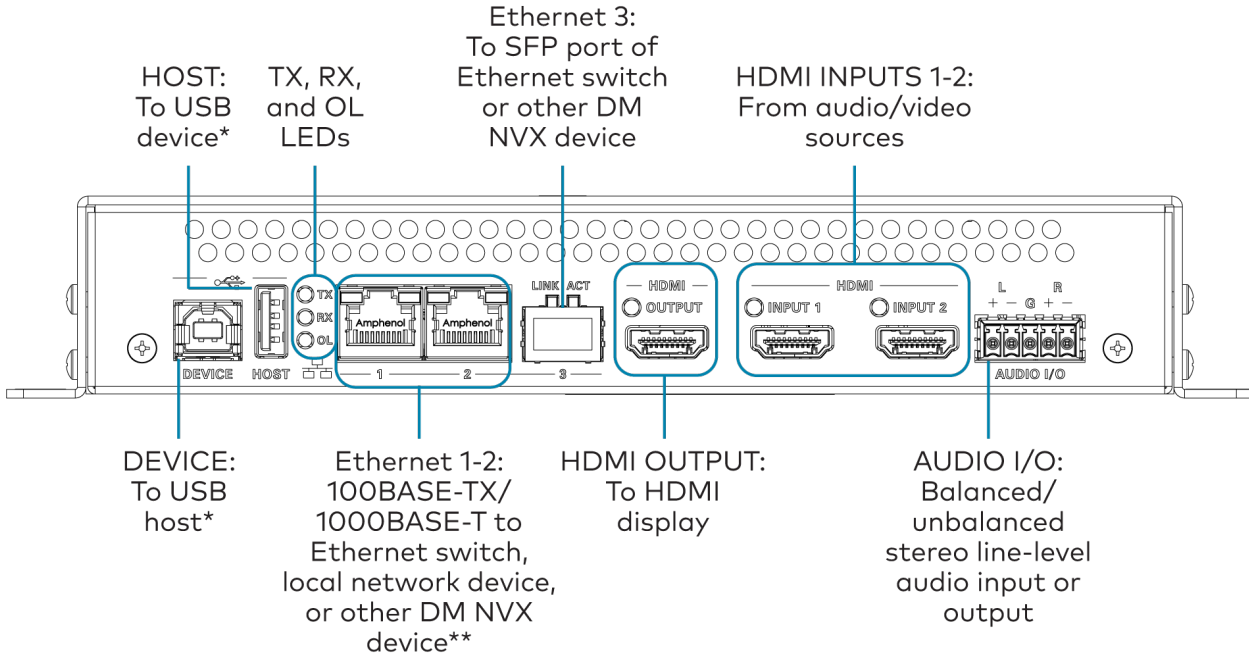 Ethernet 3:
To SFP port of
Ethernet switch
or other DM
NVX device
HOST:
To USB
device*
TX, RX,
and OL
LEDs
HDMI INPUTS 1-2:
From audio/video
sources
LINK ACT
TX
RX
OL
Amphenol
Amphenol
HDMI
OUTPUT
HDMI
INPUT 1
INPUT 2
L R
+ - G + -
DEVICE
HOST
1
2
3
AUDIO I/O
DEVICE:
To USB
host*
Ethernet 1-2:
100BASE-TX/
1000BASE-T to
Ethernet switch,
local network device,
or other DM NVX
device**
HDMI OUTPUT:
To HDMI
display
AUDIO I/O:
Balanced/
unbalanced
stereo line-level
audio input or
output